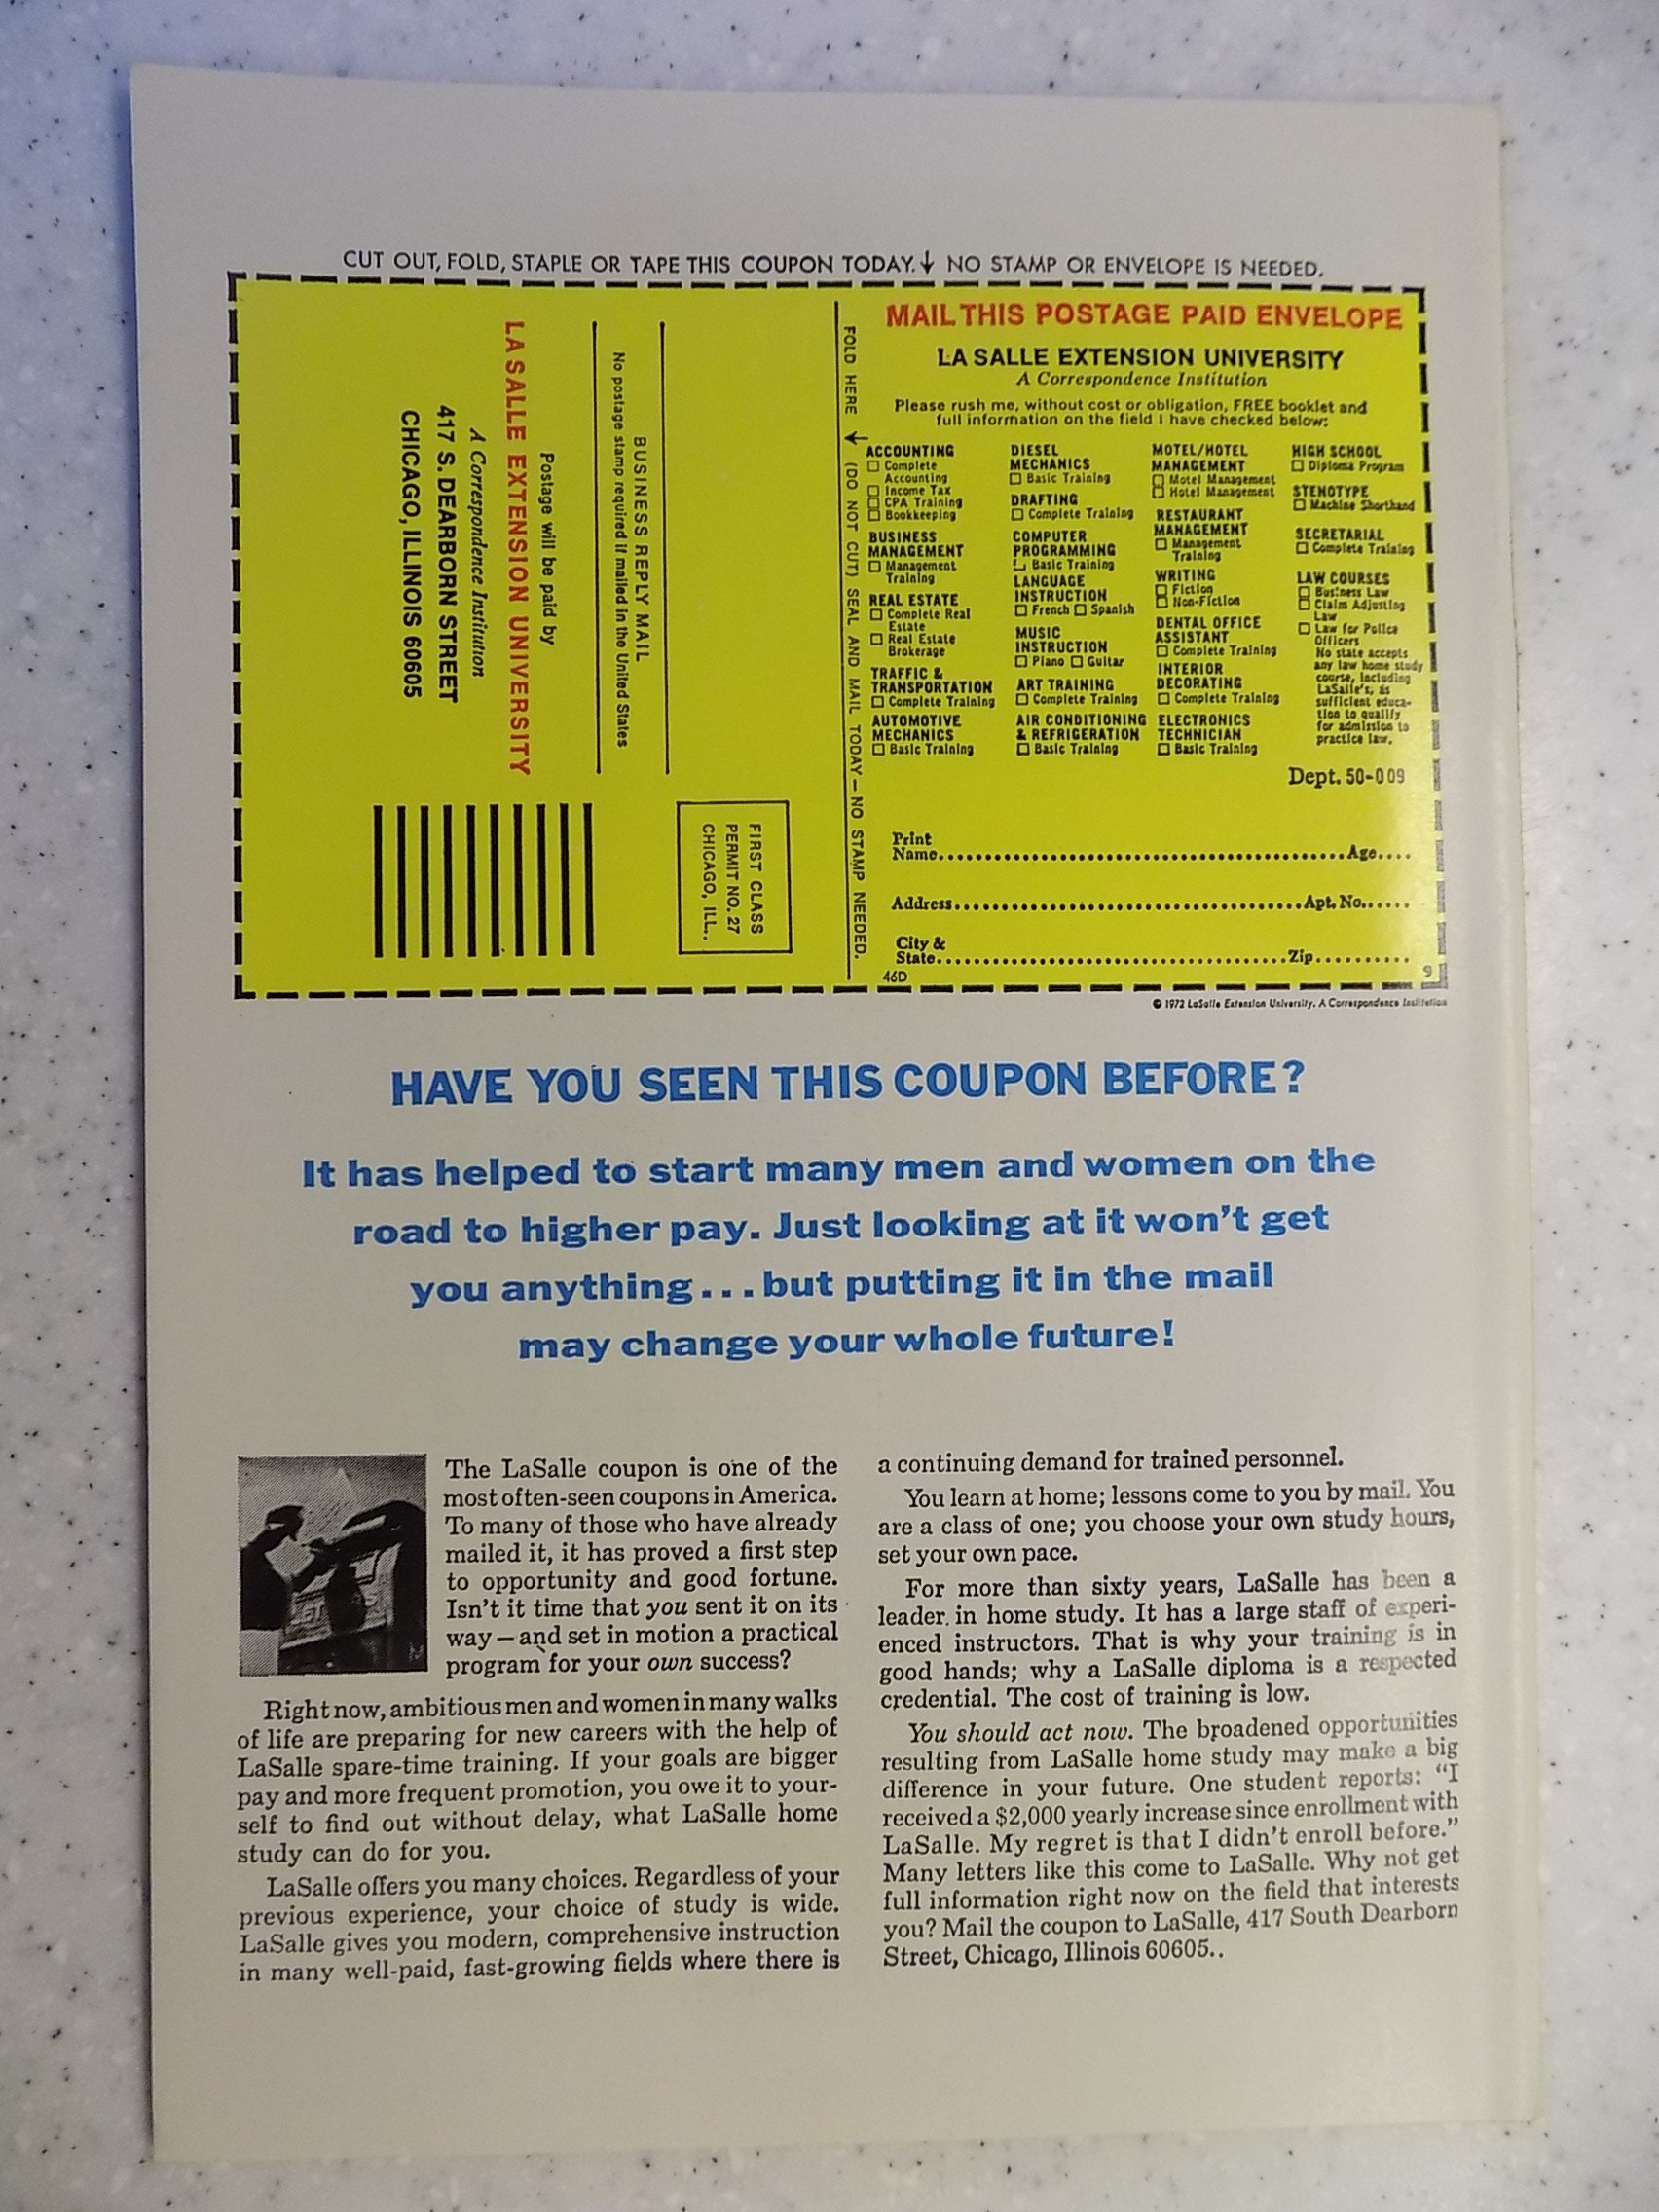 CUT OUT, FOLD, STAPLE OR TAPE THIS COUPON TODAY.↓ NO STAMP OR ENVELOPE IS NEEDED.
BUSINESS REPLY MAIL
No postage stamp required if mailed in the United States
Postage will be paid by
LA SALLE EXTENSION UNIVERSITY
A Correspondence Institution
417 S. DEARBORN STREET
CHICAGO, ILLINOIS 60605
FIRST CLASS
PERMIT NO. 27
CHICAGO, ILL..
FOLD HERE ↓ (DO NOT CUT) SEAL AND MAIL TODAY — NO STAMP NEEDED.
MAIL THIS POSTAGE PAID ENVELOPE
LA SALLE EXTENSION UNIVERSITY
A Correspondence Institution
Please rush me, without cost or obligation, FREE booklet and
full information on the field I have checked below:
ACCOUNTING
☐ Complete
Accounting
☐ Income Tax
☐ CPA Training
☐ Bookkeeping
BUSINESS
MANAGEMENT
☐ Management
Training
REAL ESTATE
☐ Complete Real
Estate
☐ Real Estate
Brokerage
TRAFFIC &
TRANSPORTATION
☐ Complete Training
AUTOMOTIVE
MECHANICS
☐ Basic Training
DIESEL
MECHANICS
☐ Basic Training
DRAFTING
☐ Complete Training
COMPUTER
PROGRAMMING
☐ Basic Training
LANGUAGE
INSTRUCTION
☐ French ☐ Spanish
MUSIC
INSTRUCTION
☐ Piano ☐ Guitar
ART TRAINING
☐ Complete Training
AIR CONDITIONING
& REFRIGERATION
☐ Basic Training
MOTEL/HOTEL
MANAGEMENT
☐ Motel Management
☐ Hotel Management
RESTAURANT
MANAGEMENT
☐ Management
Training
WRITING
☐ Fiction
☐ Non-Fiction
DENTAL OFFICE
ASSISTANT
☐ Complete Training
INTERIOR
DECORATING
☐ Complete Training
ELECTRONICS
TECHNICIAN
☐ Basic Training
HIGH SCHOOL
☐ Diploma Program
STENOTYPE
☐ Machine Shorthand
SECRETARIAL
☐ Complete Training
LAW COURSES
☐ Business Law
☐ Claim Adjusting
Law
☐ Law for Police
Officers
No state accepts
any law home study
course, including
LaSalle's, as
sufficient educa-
tion to qualify
for admission to
practice law.
Dept. 50-009
Print
Name..........Age....
Address..........Apt. No......
City &
State..........Zip..........
46D
9
© 1972 LaSalle Extension University. A Correspondence Institution
HAVE YOU SEEN THIS COUPON BEFORE?
It has helped to start many men and women on the
road to higher pay. Just looking at it won't get
you anything...but putting it in the mail
may change your whole future!
The LaSalle coupon is one of the
most often-seen coupons in America.
To many of those who have already
mailed it, it has proved a first step
to opportunity and good fortune.
Isn't it time that you sent it on its
way — and set in motion a practical
program for your own success?
Right now, ambitious men and women in many walks
of life are preparing for new careers with the help of
LaSalle spare-time training. If your goals are bigger
pay and more frequent promotion, you owe it to your-
self to find out without delay, what LaSalle home
study can do for you.
LaSalle offers you many choices. Regardless of your
previous experience, your choice of study is wide.
LaSalle gives you modern, comprehensive instruction
in many well-paid, fast-growing fields where there is
a continuing demand for trained personnel.
You learn at home; lessons come to you by mail. You
are a class of one; you choose your own study hours,
set your own pace.
For more than sixty years, LaSalle has been a
leader in home study. It has a large staff of experi-
enced instructors. That is why your training is in
good hands; why a LaSalle diploma is a respected
credential. The cost of training is low.
You should act now. The broadened opportunities
resulting from LaSalle home study may make a big
difference in your future. One student reports: "I
received a $2,000 yearly increase since enrollment with
LaSalle. My regret is that I didn't enroll before."
Many letters like this come to LaSalle. Why not get
full information right now on the field that interests
you? Mail the coupon to LaSalle, 417 South Dearborn
Street, Chicago, Illinois 60605..